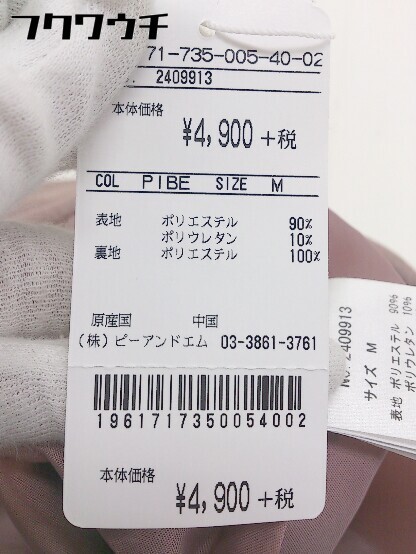 フクワウチ
71-735-005-40-02
2409913
本体価格
¥4,900+税
COL PIBE SIZE M
表地 ポリエステル 90%
ポリウレタン 10%
裏地 ポリエステル 100%
原産国 中国
(株)ピーアンドエム 03-3861-3761
1961717350054002
本体価格
¥4,900+税
No. 2409913
サイズ M
表地 ポリエステル 90%
ポリウレタン 10%